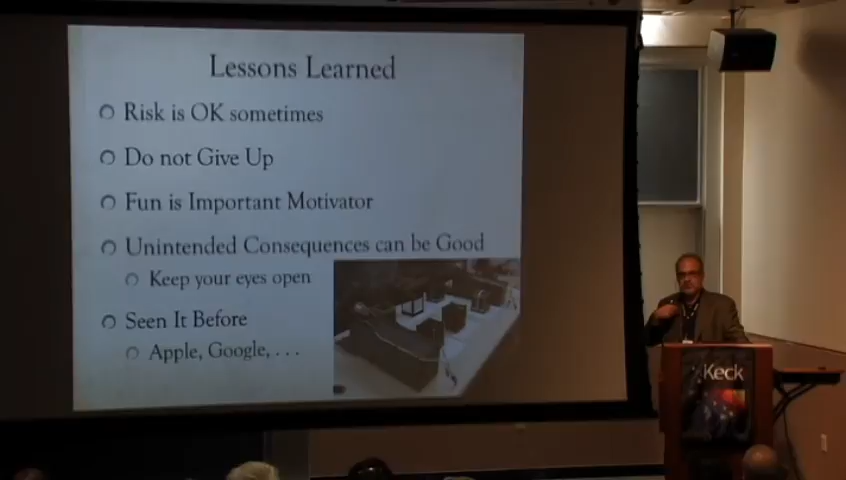 Lessons Learned
Risk is OK sometimes
Do not Give Up
Fun is Important Motivator
Unintended Consequences can be Good
Keep your eyes open
Seen It Before
Apple, Google, . . .
Keck